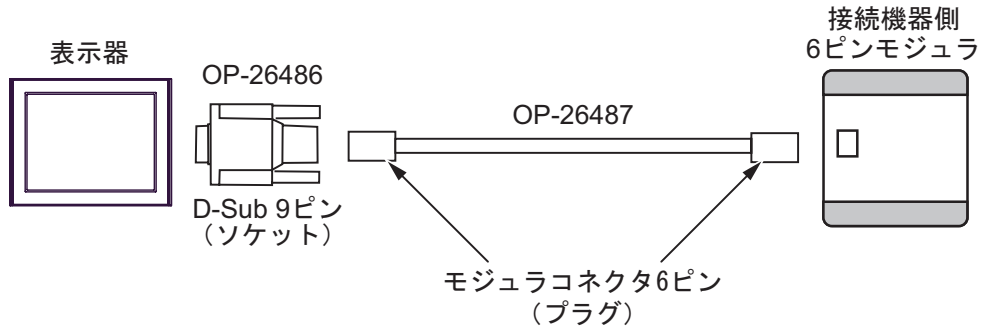 表示器
OP-26486
D-Sub 9ピン
（ソケット）
OP-26487
モジュラコネクタ6ピン
（プラグ）
接続機器側
6ピンモジュラ